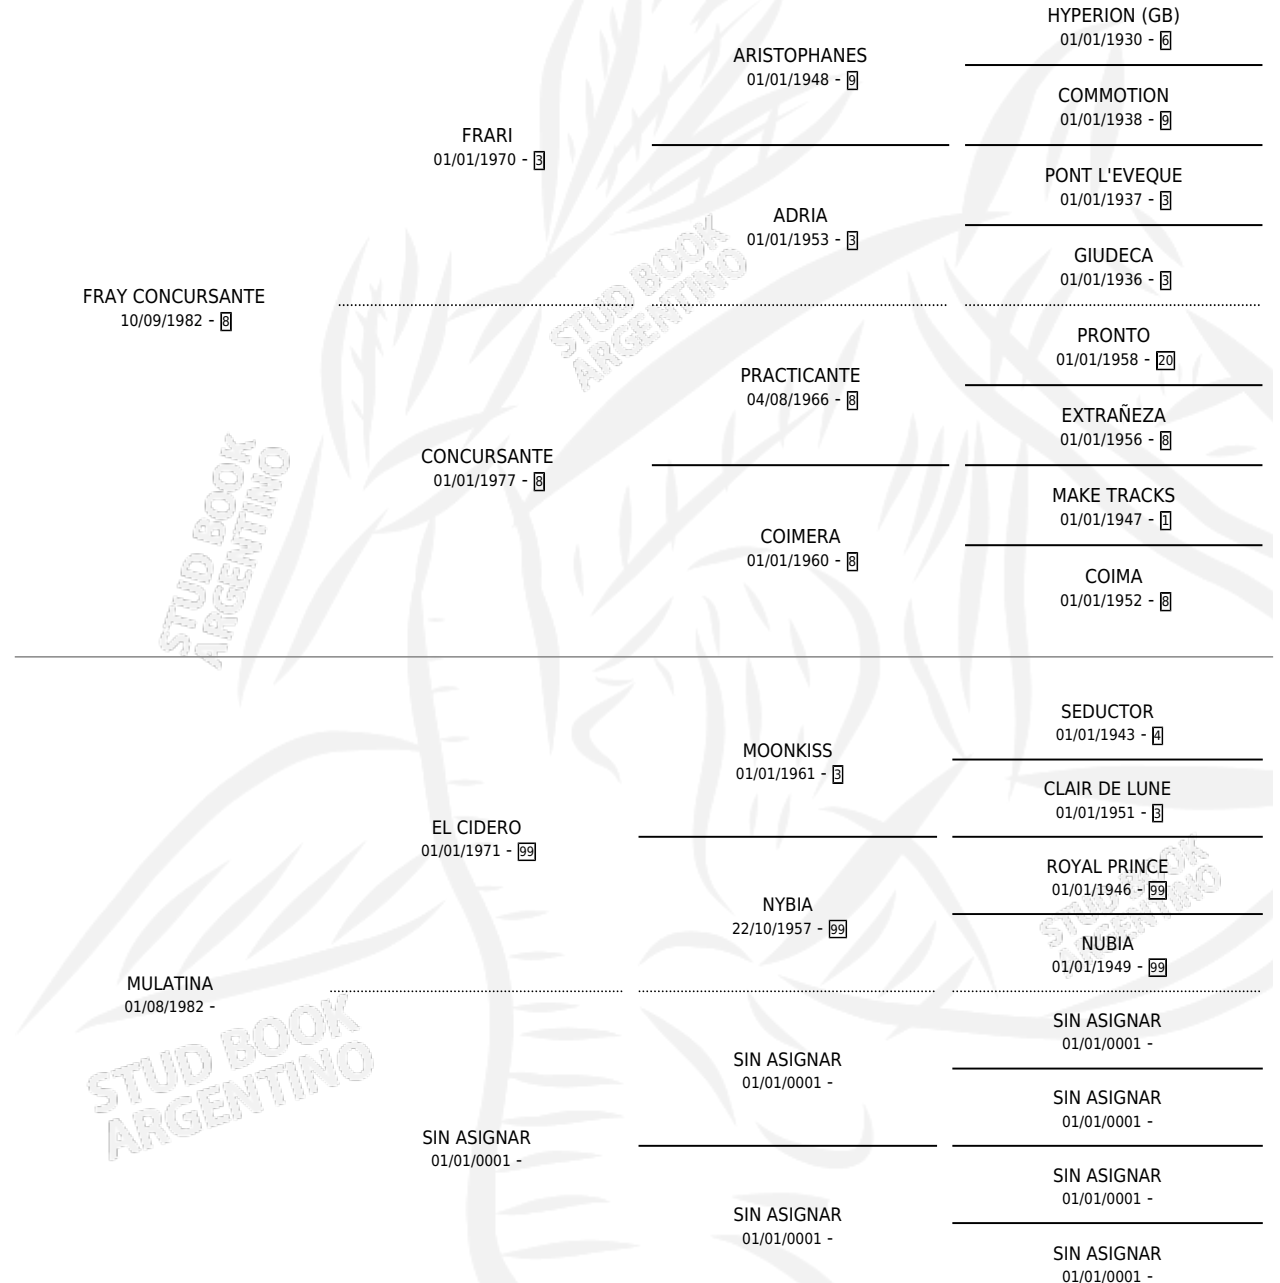 HYPERION (GB)
01/01/1930 - 6
ARISTOPHANES
01/01/1948 - 9
COMMOTION
01/01/1938 - 9
FRARI
01/01/1970 - 3
PONT L'EVEQUE
01/01/1937 - 3
ADRIA
01/01/1953 - 3
GIUDECA
01/01/1936 - 3
FRAY CONCURSANTE
10/09/1982 - 8
PRONTO
01/01/1958 - 20
PRACTICANTE
04/08/1966 - 8
EXTRAÑEZA
01/01/1956 - 8
CONCURSANTE
01/01/1977 - 8
MAKE TRACKS
01/01/1947 - 1
COIMERA
01/01/1960 - 8
COIMA
01/01/1952 - 8
SEDUCTOR
01/01/1943 - 4
MOONKISS
01/01/1961 - 3
CLAIR DE LUNE
01/01/1951 - 3
EL CIDERO
01/01/1971 - 99
ROYAL PRINCE
01/01/1946 - 99
NYBIA
22/10/1957 - 99
NUBIA
01/01/1949 - 99
MULATINA
01/08/1982 -
SIN ASIGNAR
01/01/0001 -
SIN ASIGNAR
01/01/0001 -
SIN ASIGNAR
01/01/0001 -
SIN ASIGNAR
01/01/0001 -
SIN ASIGNAR
01/01/0001 -
SIN ASIGNAR
01/01/0001 -
SIN ASIGNAR
01/01/0001 -
STUD BOOK
ARGENTINO
STUD BOOK
ARGENTINO
STUD BOOK
ARGENTINO
STUD BOOK
ARGENTINO